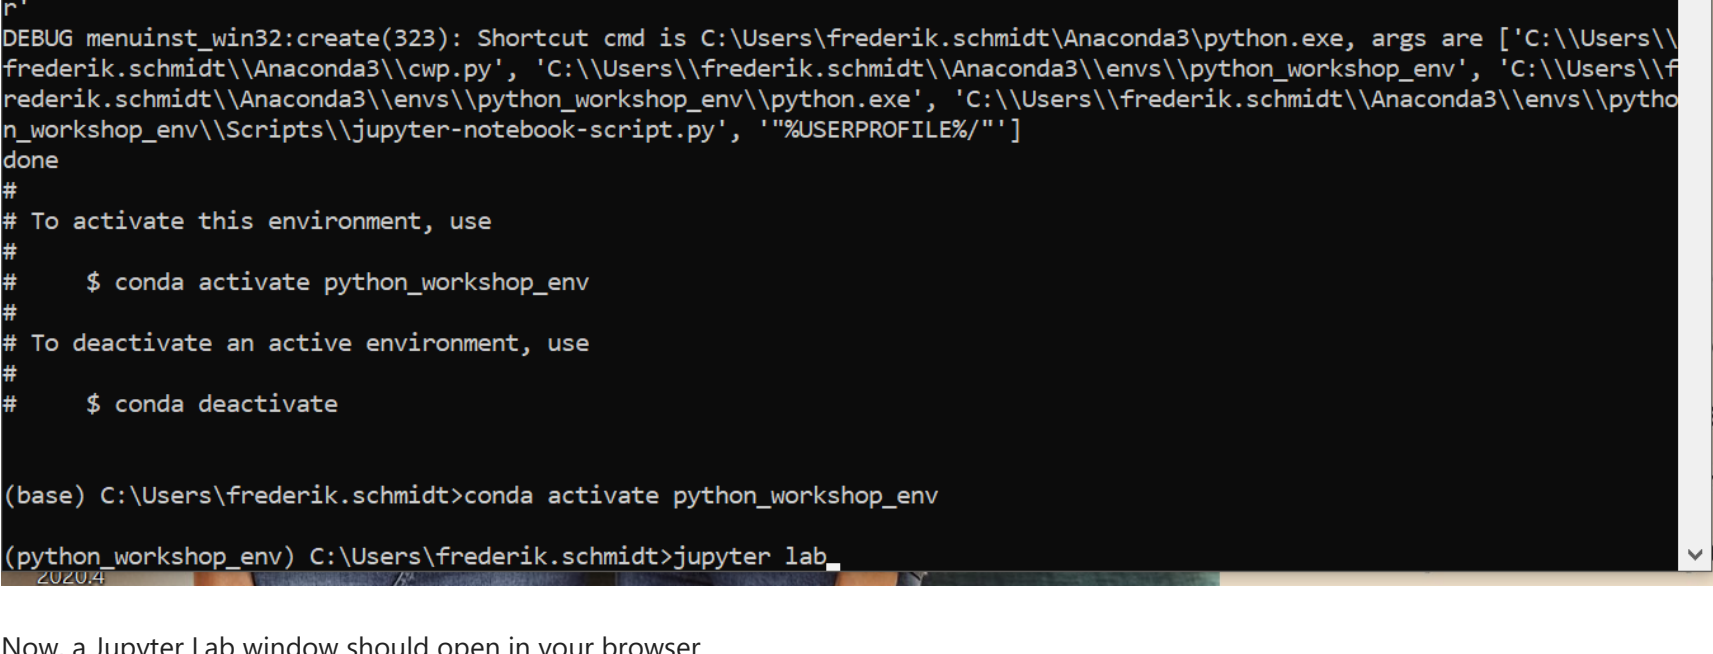 r'
DEBUG menuinst_win32:create(323): Shortcut cmd is C:\Users\frederik.schmidt\Anaconda3\python.exe, args are ['C:\\Users\\
frederik.schmidt\\Anaconda3\\cwp.py', 'C:\\Users\\frederik.schmidt\\Anaconda3\\envs\\python_workshop_env', 'C:\\Users\\f
rederik.schmidt\\Anaconda3\\envs\\python_workshop_env\\python.exe', 'C:\\Users\\frederik.schmidt\\Anaconda3\\envs\\pytho
n_workshop_env\\Scripts\\jupyter-notebook-script.py', '"%USERPROFILE%/"']
done
#
# To activate this environment, use
#
#     $ conda activate python_workshop_env
#
# To deactivate an active environment, use
#
#     $ conda deactivate
(base) C:\Users\frederik.schmidt>conda activate python_workshop_env
(python_workshop_env) C:\Users\frederik.schmidt>jupyter lab_
2020.4
Now, a Jupyter Lab window should open in your browser